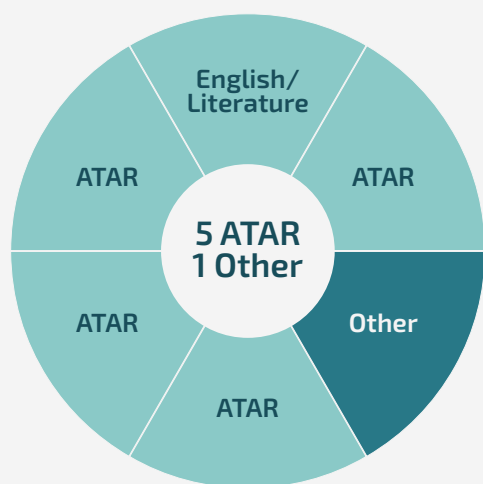 English/
Literature
ATAR
ATAR
5 ATAR
1 Other
ATAR
Other
ATAR